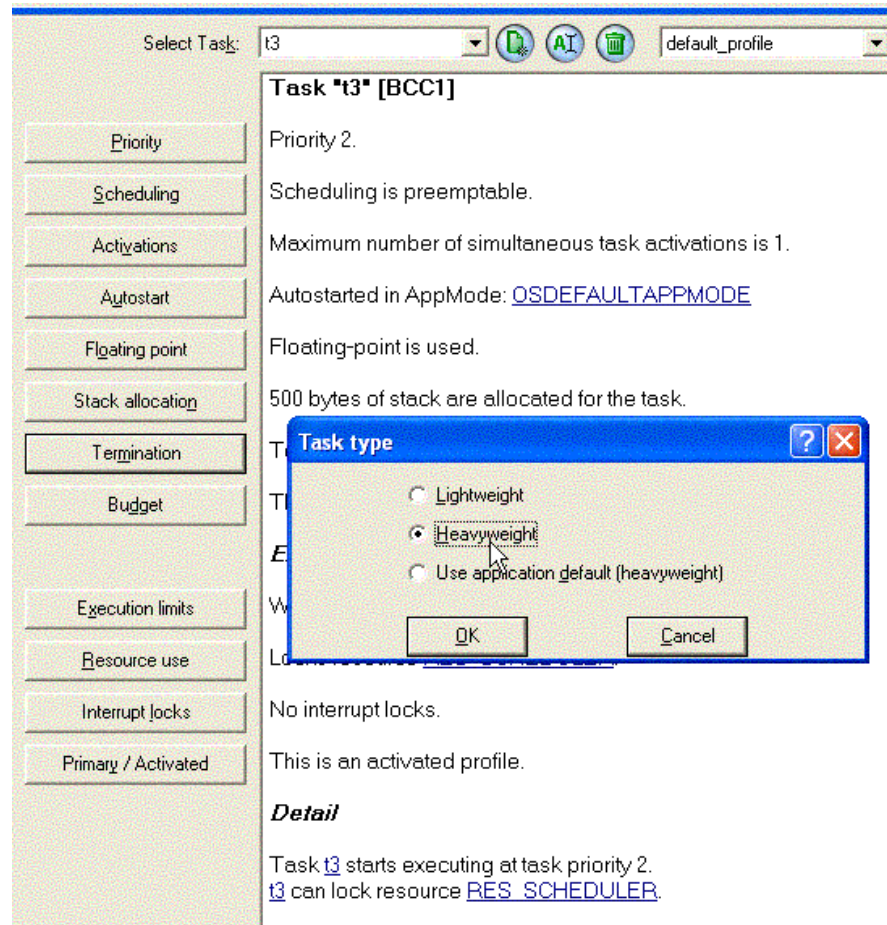 Select Task: t3 default_profile
Task "t3" [BCC1]
Priority Priority 2.
Scheduling Scheduling is preemptable.
Activations Maximum number of simultaneous task activations is 1.
Autostart Autostarted in AppMode: OSDEFAULTAPPMODE
Floating point Floating-point is used.
Stack allocation 500 bytes of stack are allocated for the task.
Termination
Task type
Budget
Lightweight
Heavyweight
Use application default (heavyweight)
Execution limits
OK Cancel
Resource use
Interrupt locks No interrupt locks.
Primary / Activated This is an activated profile.
Detail
Task t3 starts executing at task priority 2.
t3 can lock resource RES_SCHEDULER.